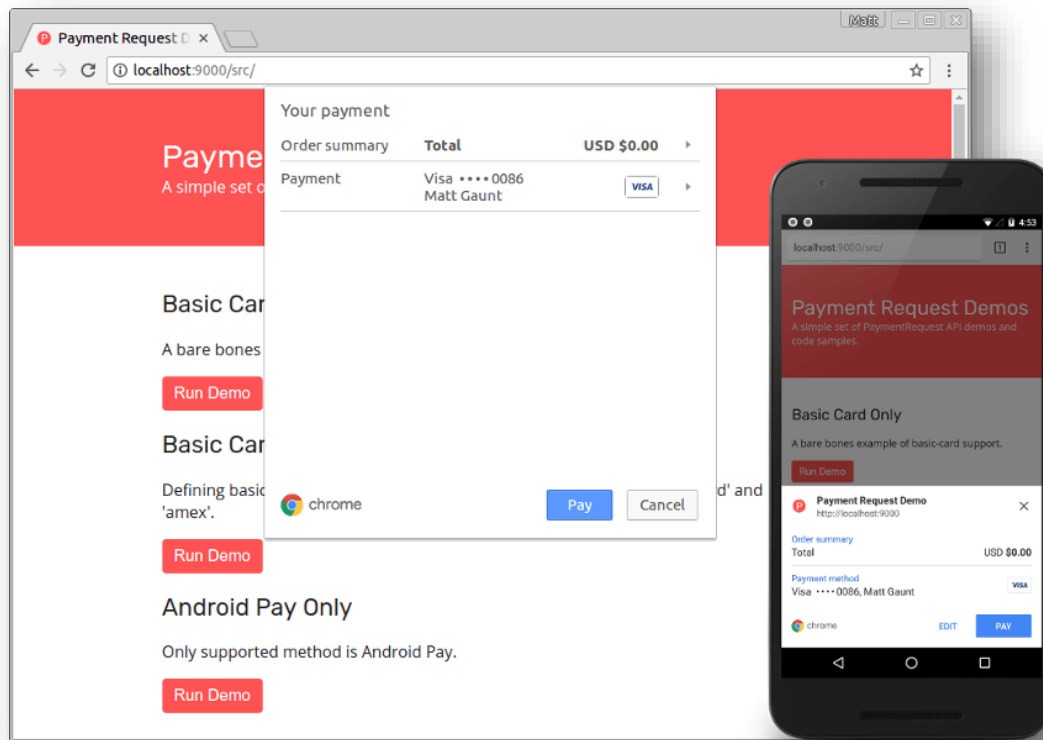 Matt
Payment Request D
localhost:9000/src/
Payme
A simple set o
Your payment
Order summary Total USD $0.00
Payment Visa ••••0086
Matt Gaunt
VISA
Basic Car
A bare bones
Run Demo
Basic Car
Defining basic
d' and
'amex'.
chrome
Pay
Cancel
Run Demo
Android Pay Only
Only supported method is Android Pay.
Run Demo
4:53
localhost:9000/src/
1
Payment Request Demos
A simple set of PaymentRequest API demos and
code samples.
Basic Card Only
A bare bones example of basic-card support.
Run Demo
Payment Request Demo
http://localhost:9000
Order summary
Total USD $0.00
Payment method
Visa ••••0086, Matt Gaunt
VISA
chrome
EDIT
PAY